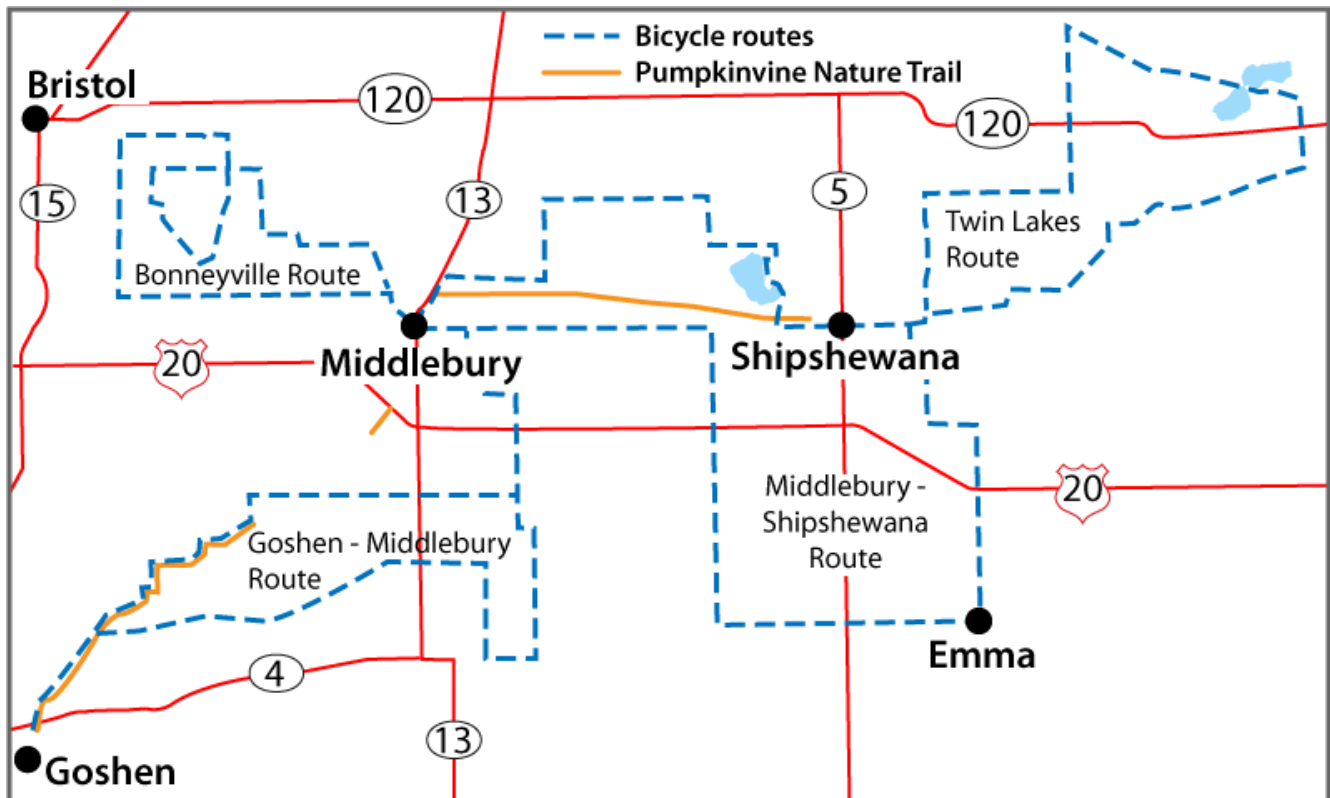 Bicycle routes
Pumpkinvine Nature Trail
Bristol
120
120
15
13
5
Twin Lakes
Route
Bonneyville Route
20
Middlebury
Shipshewana
Middlebury -
Shipshewana
Route
20
Goshen - Middlebury
Route
Emma
4
13
Goshen